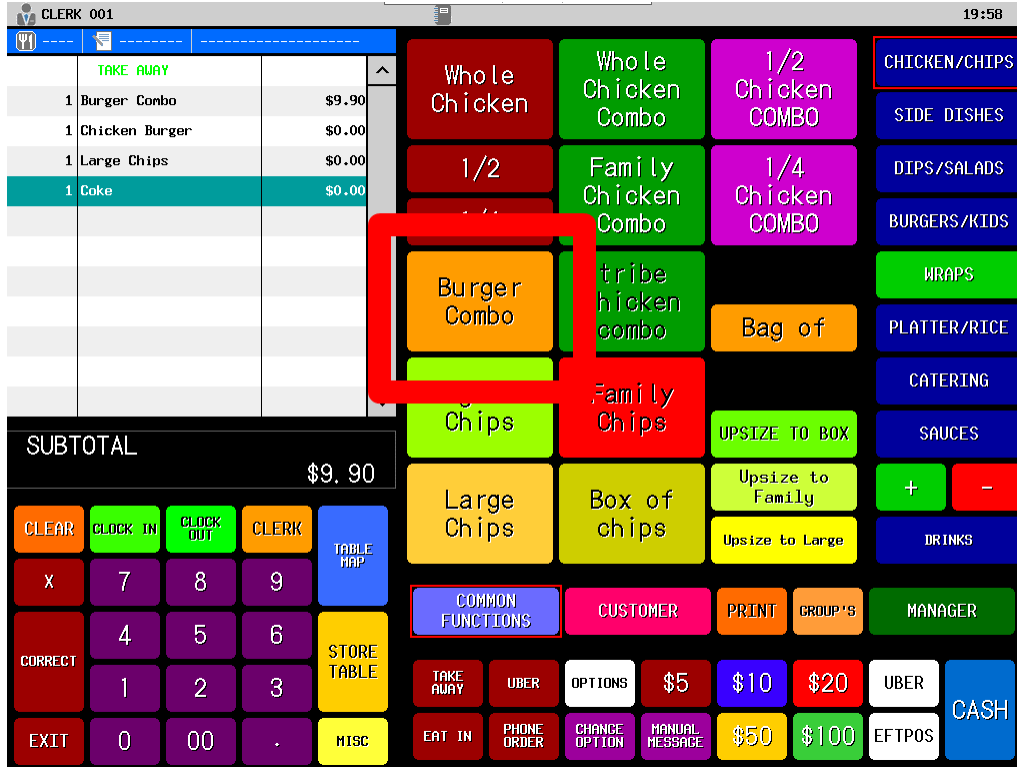 CLERK 001
19:58
---- -------- --------------------
TAKE AWAY
1 Burger Combo $9.90
1 Chicken Burger $0.00
1 Large Chips $0.00
1 Coke $0.00
SUBTOTAL
$9.90
CLEAR
CLOCK IN
CLOCK
OUT
CLERK
TABLE
MAP
X
7
8
9
CORRECT
4
5
6
STORE
TABLE
1
2
3
EXIT
0
00
.
MISC
Whole
Chicken
Whole
Chicken
Combo
1/2
Chicken
COMBO
1/2
Family
Chicken
Combo
1/4
Chicken
COMBO
Burger
Combo
tribe
hicken
combo
Bag of
Chips
Family
Chips
UPSIZE TO BOX
Large
Chips
Box of
chips
Upsize to
Family
Upsize to Large
CHICKEN/CHIPS
SIDE DISHES
DIPS/SALADS
BURGERS/KIDS
WRAPS
PLATTER/RICE
CATERING
SAUCES
+
-
DRINKS
COMMON
FUNCTIONS
CUSTOMER
PRINT
GROUP'S
MANAGER
TAKE
AWAY
UBER
OPTIONS
$5
$10
$20
UBER
CASH
EAT IN
PHONE
ORDER
CHANGE
OPTION
MANUAL
MESSAGE
$50
$100
EFTPOS